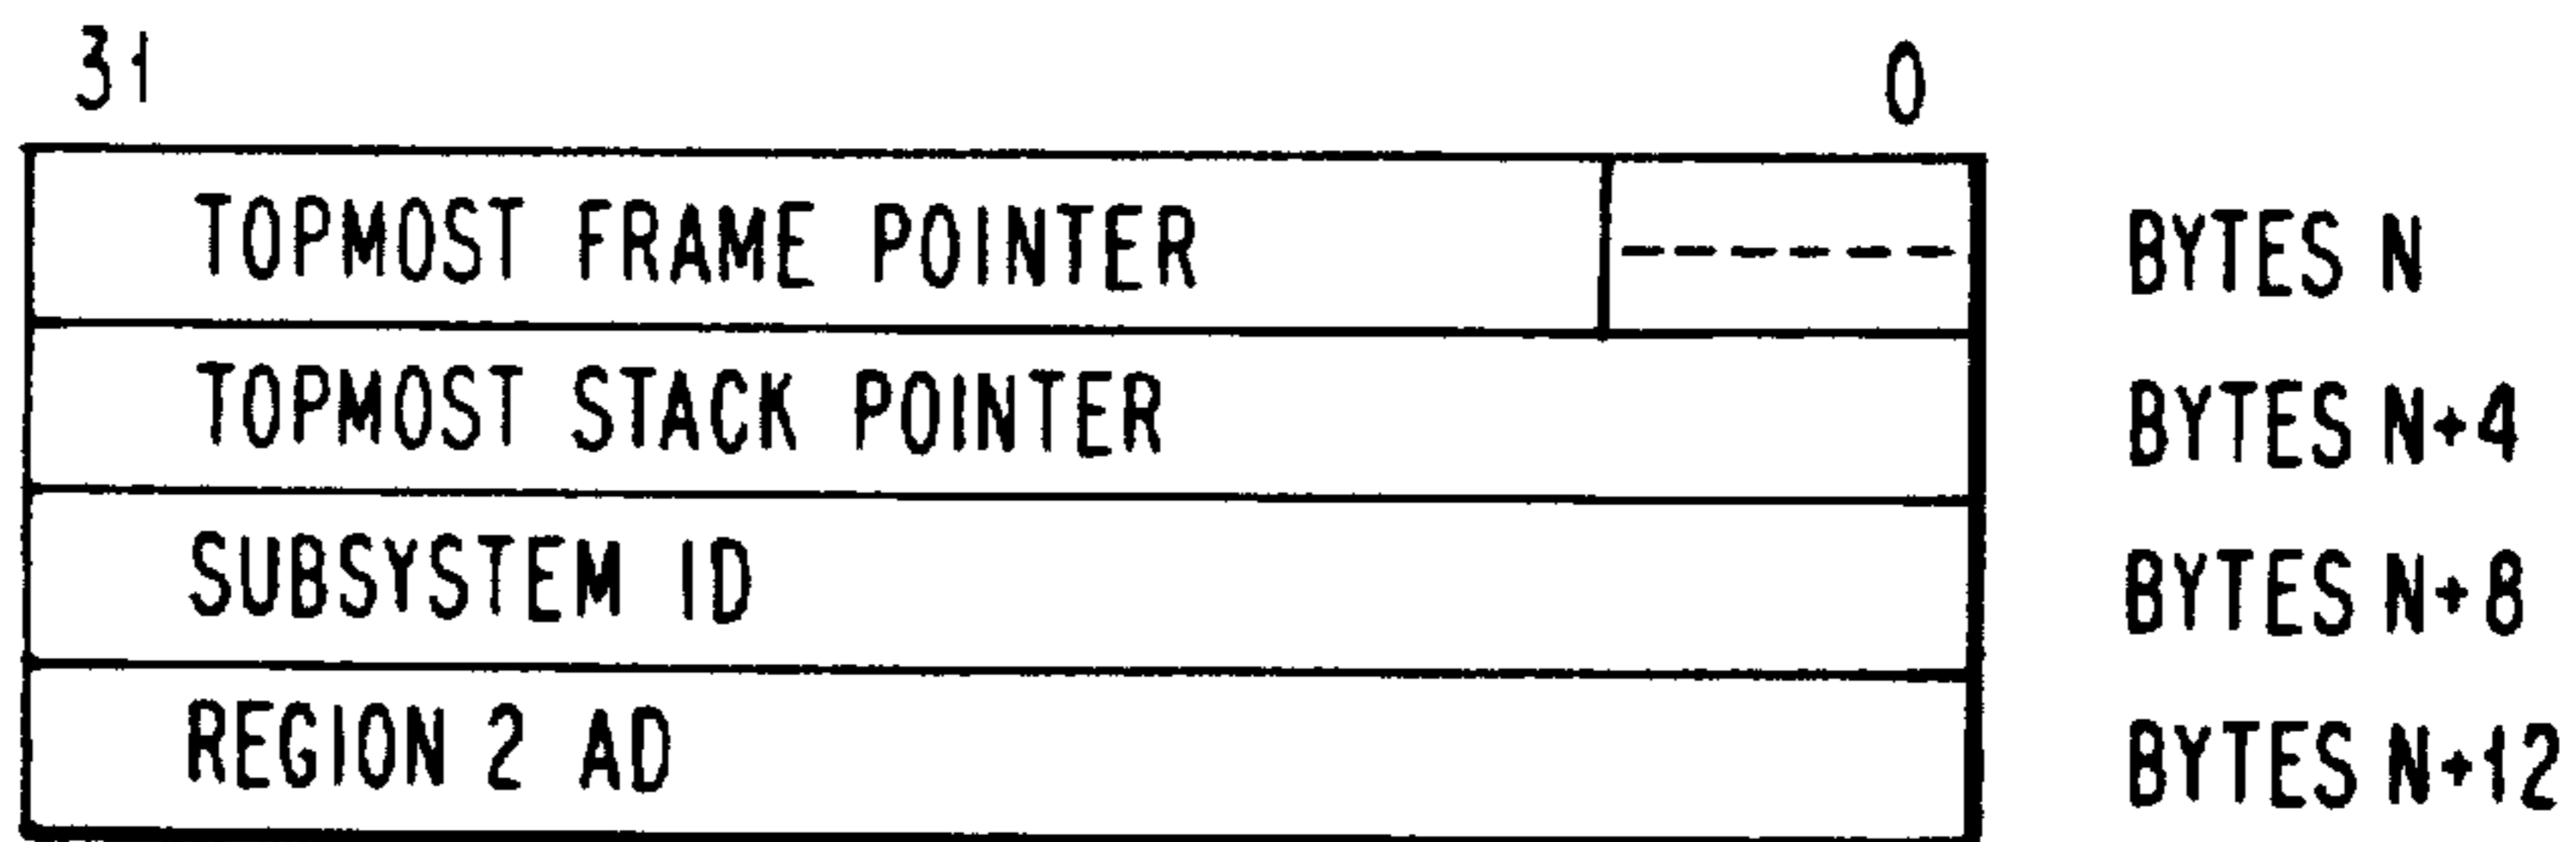 31 0
TOPMOST FRAME POINTER ------ BYTES N
TOPMOST STACK POINTER BYTES N+4
SUBSYSTEM ID BYTES N+8
REGION 2 AD BYTES N+12